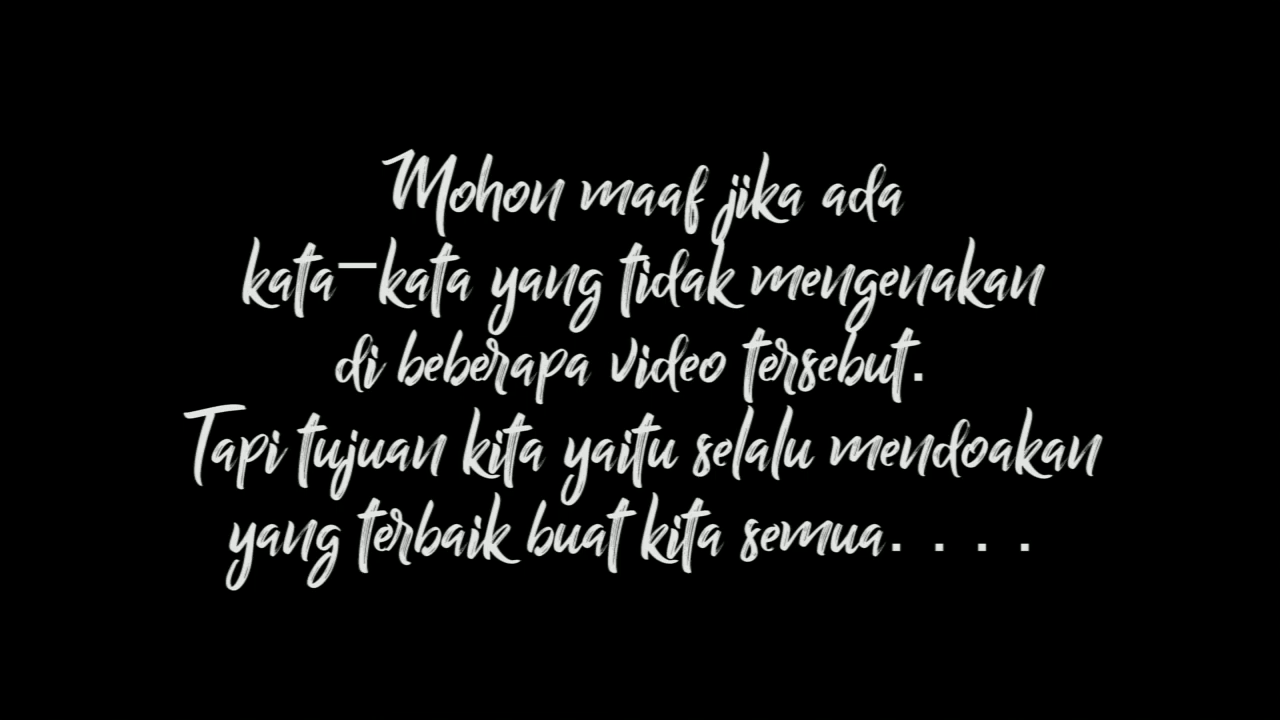 Mohon maaf jika ada
kata-kata yang tidak mengenakan
di beberapa video tersebut.
Tapi tujuan kita yaitu selalu mendoakan
yang terbaik buat kita semua. . . .